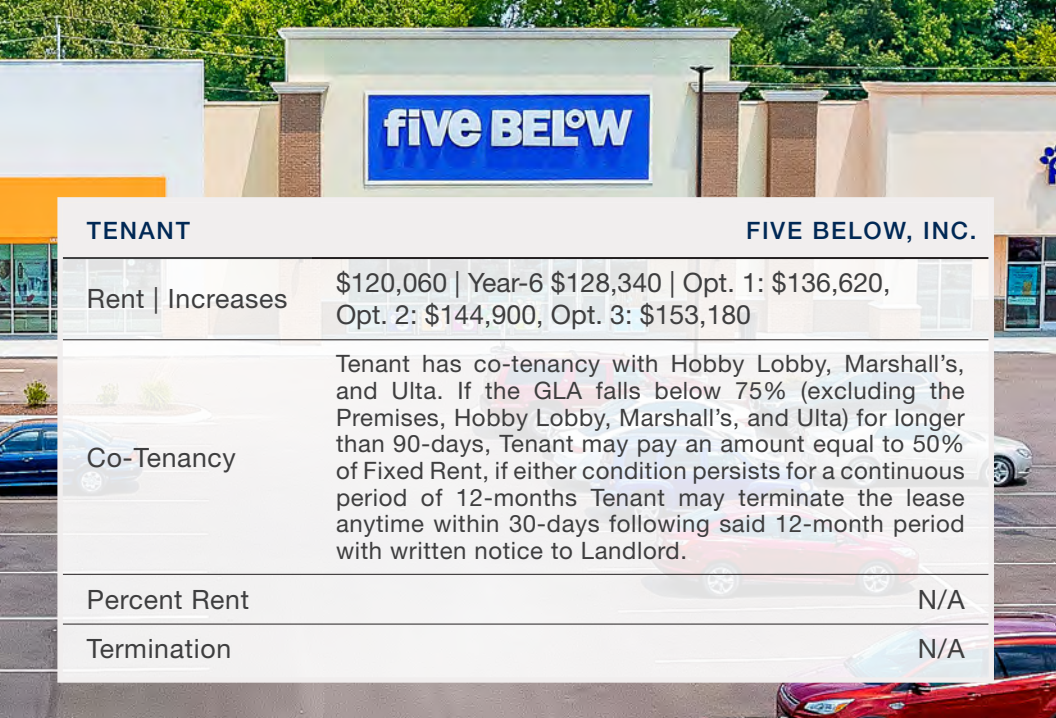 five BELOW
TENANT FIVE BELOW, INC.
Rent | Increases
$120,060 | Year-6 $128,340 | Opt. 1: $136,620,
Opt. 2: $144,900, Opt. 3: $153,180
Co-Tenancy
Tenant has co-tenancy with Hobby Lobby, Marshall's,
and Ulta. If the GLA falls below 75% (excluding the
Premises, Hobby Lobby, Marshall's, and Ulta) for longer
than 90-days, Tenant may pay an amount equal to 50%
of Fixed Rent, if either condition persists for a continuous
period of 12-months Tenant may terminate the lease
anytime within 30-days following said 12-month period
with written notice to Landlord.
Percent Rent N/A
Termination N/A